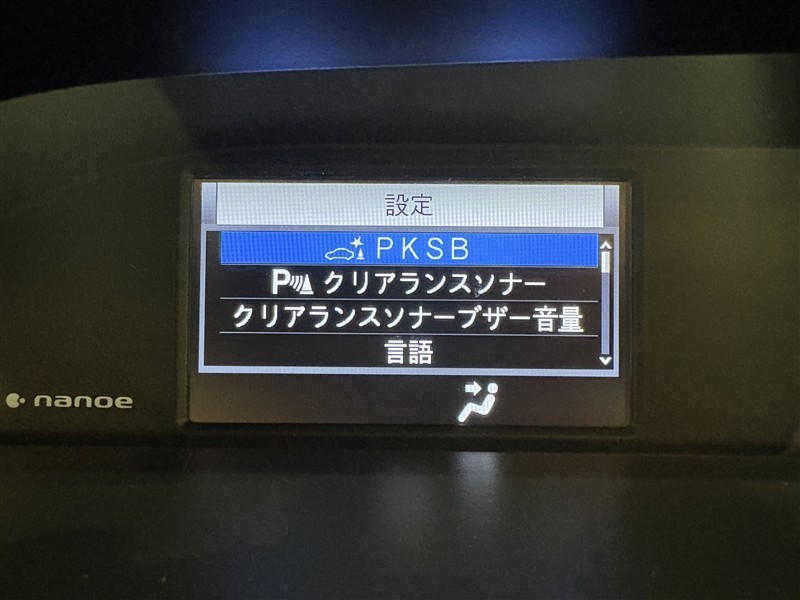 設定
PKSB
P クリアランスソナー
クリアランスソナーブザー音量
言語
nanoe